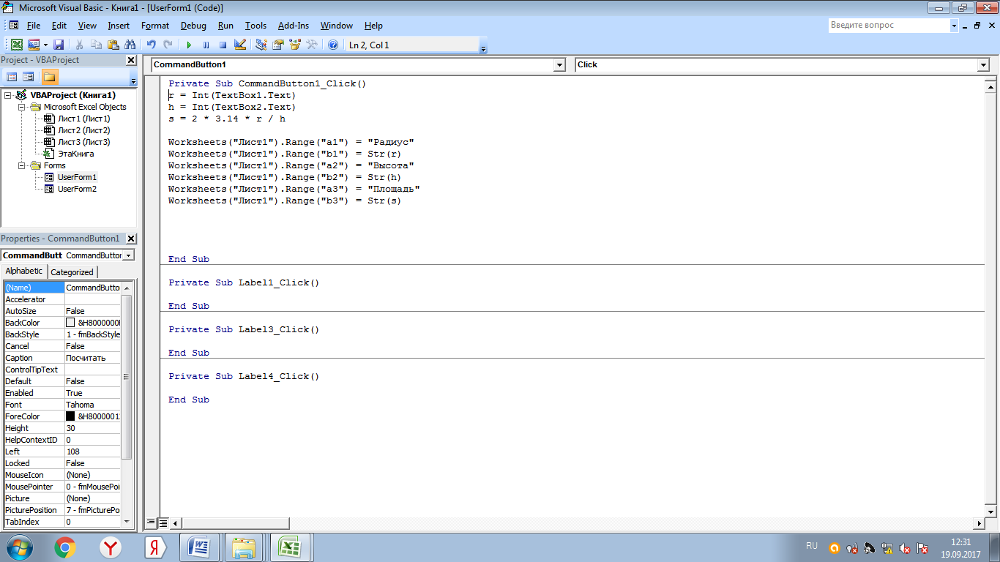 Microsoft Visual Basic - Книга1 - [UserForm1 (Code)]
File Edit View Insert Format Debug Run Tools Add-Ins Window Help
Введите вопрос
Ln 2, Col 1
Project - VBAProject
VBAProject (Книга1)
Microsoft Excel Objects
Лист1 (Лист1)
Лист2 (Лист2)
Лист3 (Лист3)
ЭтаКнига
Forms
UserForm1
UserForm2
Properties - CommandButton1
CommandButt CommandButtor
Alphabetic Categorized
(Name) CommandButto
Accelerator
AutoSize False
BackColor &H8000000
BackStyle 1 - fmBackStyle
Cancel False
Caption Посчитать
ControlTipText
Default False
Enabled True
Font Tahoma
ForeColor &H8000001
Height 30
HelpContextID 0
Left 108
Locked False
MouseIcon (None)
MousePointer 0 - fmMousePoi
Picture (None)
PicturePosition 7 - fmPicturePo
TabIndex 0
CommandButton1 Click
Private Sub CommandButton1_Click()
r = Int(TextBox1.Text)
h = Int(TextBox2.Text)
s = 2 * 3.14 * r / h
Worksheets("Лист1").Range("a1") = "Радиус"
Worksheets("Лист1").Range("b1") = Str(r)
Worksheets("Лист1").Range("a2") = "Высота"
Worksheets("Лист1").Range("b2") = Str(h)
Worksheets("Лист1").Range("a3") = "Площадь"
Worksheets("Лист1").Range("b3") = Str(s)
End Sub
Private Sub Label1_Click()
End Sub
Private Sub Label3_Click()
End Sub
Private Sub Label4_Click()
End Sub
RU
12:31
19.09.2017